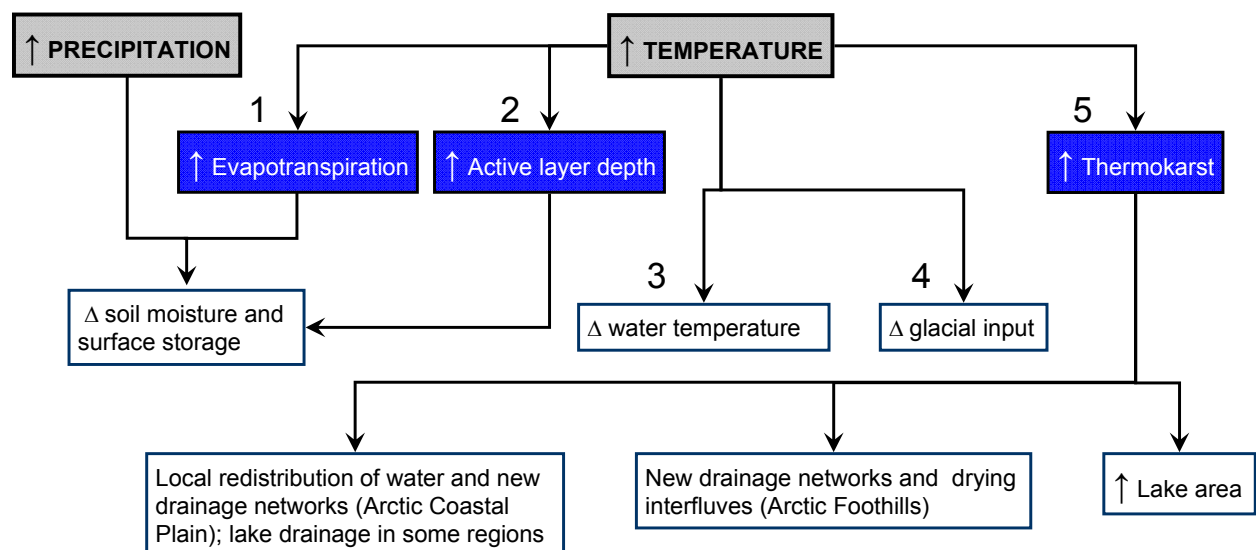 ↑ PRECIPITATION
↑ TEMPERATURE
1
2
5
↑ Evapotranspiration
↑ Active layer depth
↑ Thermokarst
3
4
Δ soil moisture and
surface storage
Δ water temperature
Δ glacial input
Local redistribution of water and new
drainage networks (Arctic Coastal
Plain); lake drainage in some regions
New drainage networks and drying
interfluves (Arctic Foothills)
↑ Lake area